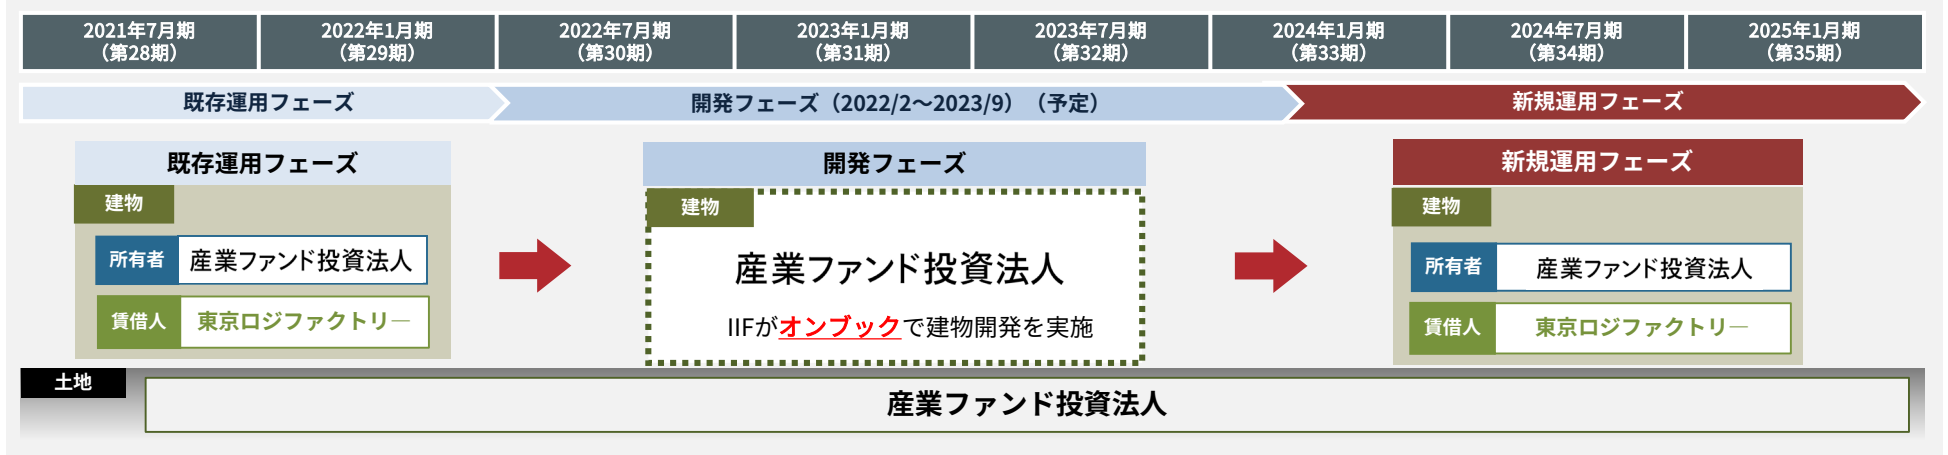 2021年7月期
（第28期）
2022年1月期
（第29期）
2022年7月期
（第30期）
2023年1月期
（第31期）
2023年7月期
（第32期）
2024年1月期
（第33期）
2024年7月期
（第34期）
2025年1月期
（第35期）
既存運用フェーズ
開発フェーズ（2022/2～2023/9）（予定）
新規運用フェーズ
既存運用フェーズ
建物
所有者
産業ファンド投資法人
賃借人
東京ロジファクトリ―
開発フェーズ
建物
産業ファンド投資法人
IIFがオンブックで建物開発を実施
新規運用フェーズ
建物
所有者
産業ファンド投資法人
賃借人
東京ロジファクトリ―
土地
産業ファンド投資法人